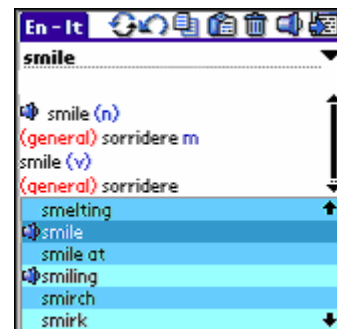 En - It
smile
smile (n)
(general) sorridere m
smile (v)
(general) sorridere
smelting
smile
smile at
smiling
smirch
smirk